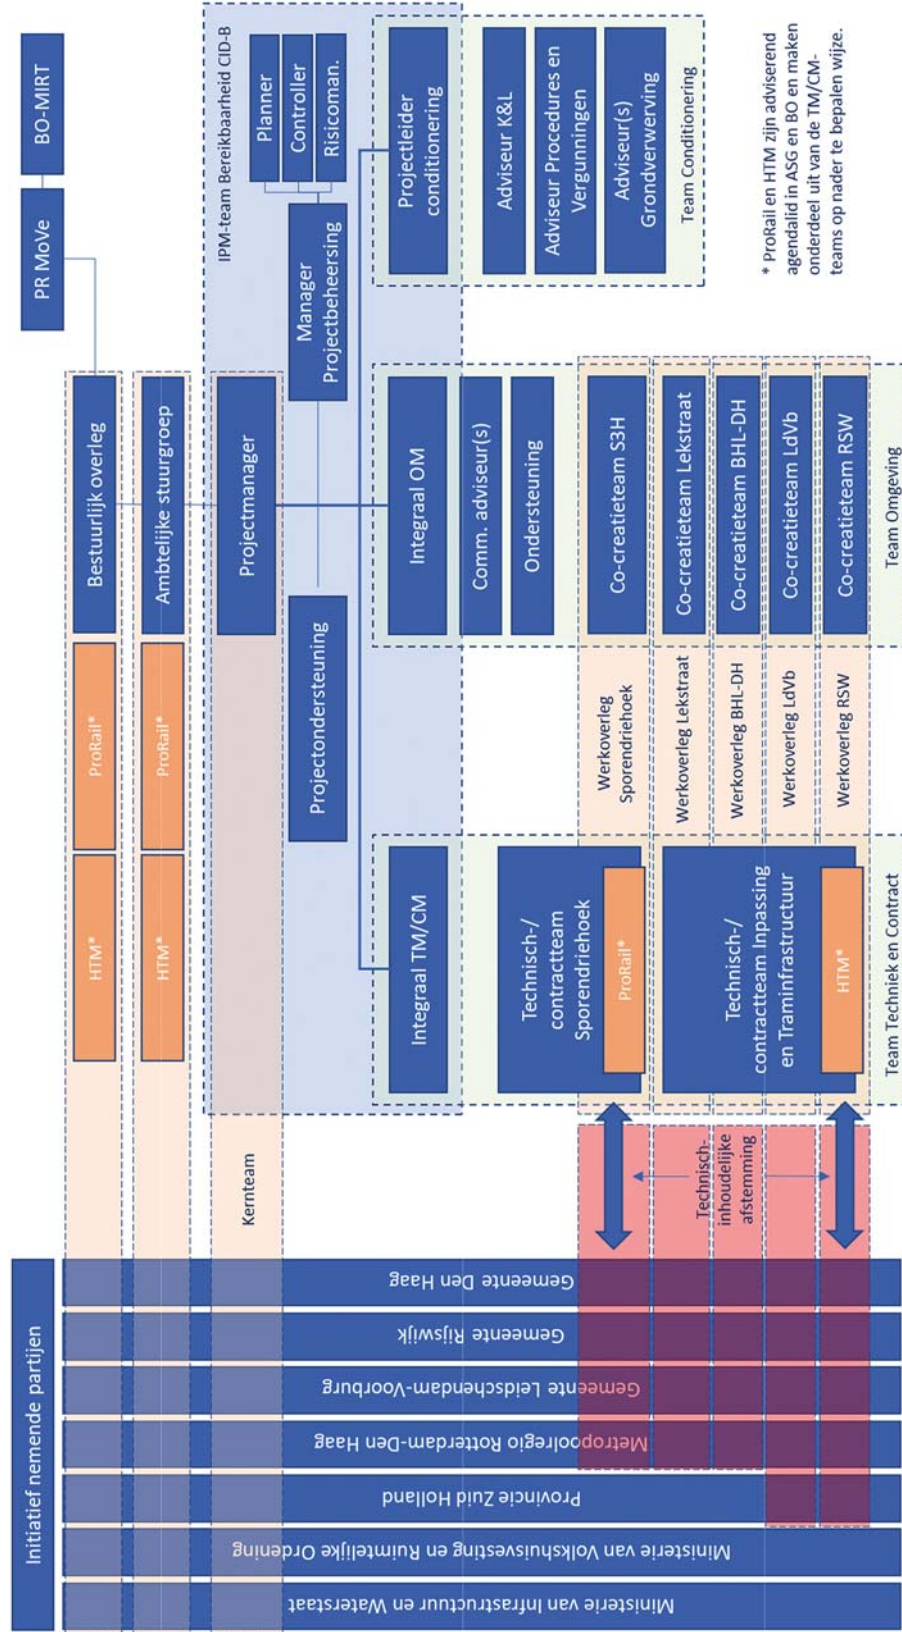 Initiatief nemende partijen
Ministerie van Infrastructuur en Waterstaat
Ministerie van Volkshuisvesting en Ruimtelijke Ordening
Provincie Zuid Holland
Metropoolregio Rotterdam-Den Haag
Gemeente Leidschendam-Voorburg
Gemeente Rijswijk
Gemeente Den Haag
HTM*
ProRail*
Bestuurlijk overleg
PR MoVe
BO-MIRT
HTM*
ProRail*
Ambtelijke stuurgroep
Kernteam
Projectmanager
IPM-team Bereikbaarheid CID-B
Projectondersteuning
Manager
Projectbeheersing
Planner
Controller
Risicoman.
Integraal TM/CM
Integraal OM
Projectleider
conditionering
Comm. adviseur(s)
Ondersteuning
Adviseur K&L
Adviseur Procedures en
Vergunningen
Adviseur(s)
Grondverwerving
Team Conditionering
Technisch-/
contractteam
Sporendriehoek
ProRail*
Werkoverleg
Sporendriehoek
Co-creatieteam S3H
Technisch-
inhoudelijke
afstemming
Technisch-/
contractteam Inpassing
en Traminfrastructuur
HTM*
Werkoverleg Lekstraat
Co-creatieteam Lekstraat
Werkoverleg BHL-DH
Co-creatieteam BHL-DH
Werkoverleg LdVb
Co-creatieteam LdVb
Werkoverleg RSW
Co-creatieteam RSW
Team Techniek en Contract
Team Omgeving
* ProRail en HTM zijn adviserend
agendalid in ASG en BO en maken
onderdeel uit van de TM/CM-
teams op nader te bepalen wijze.